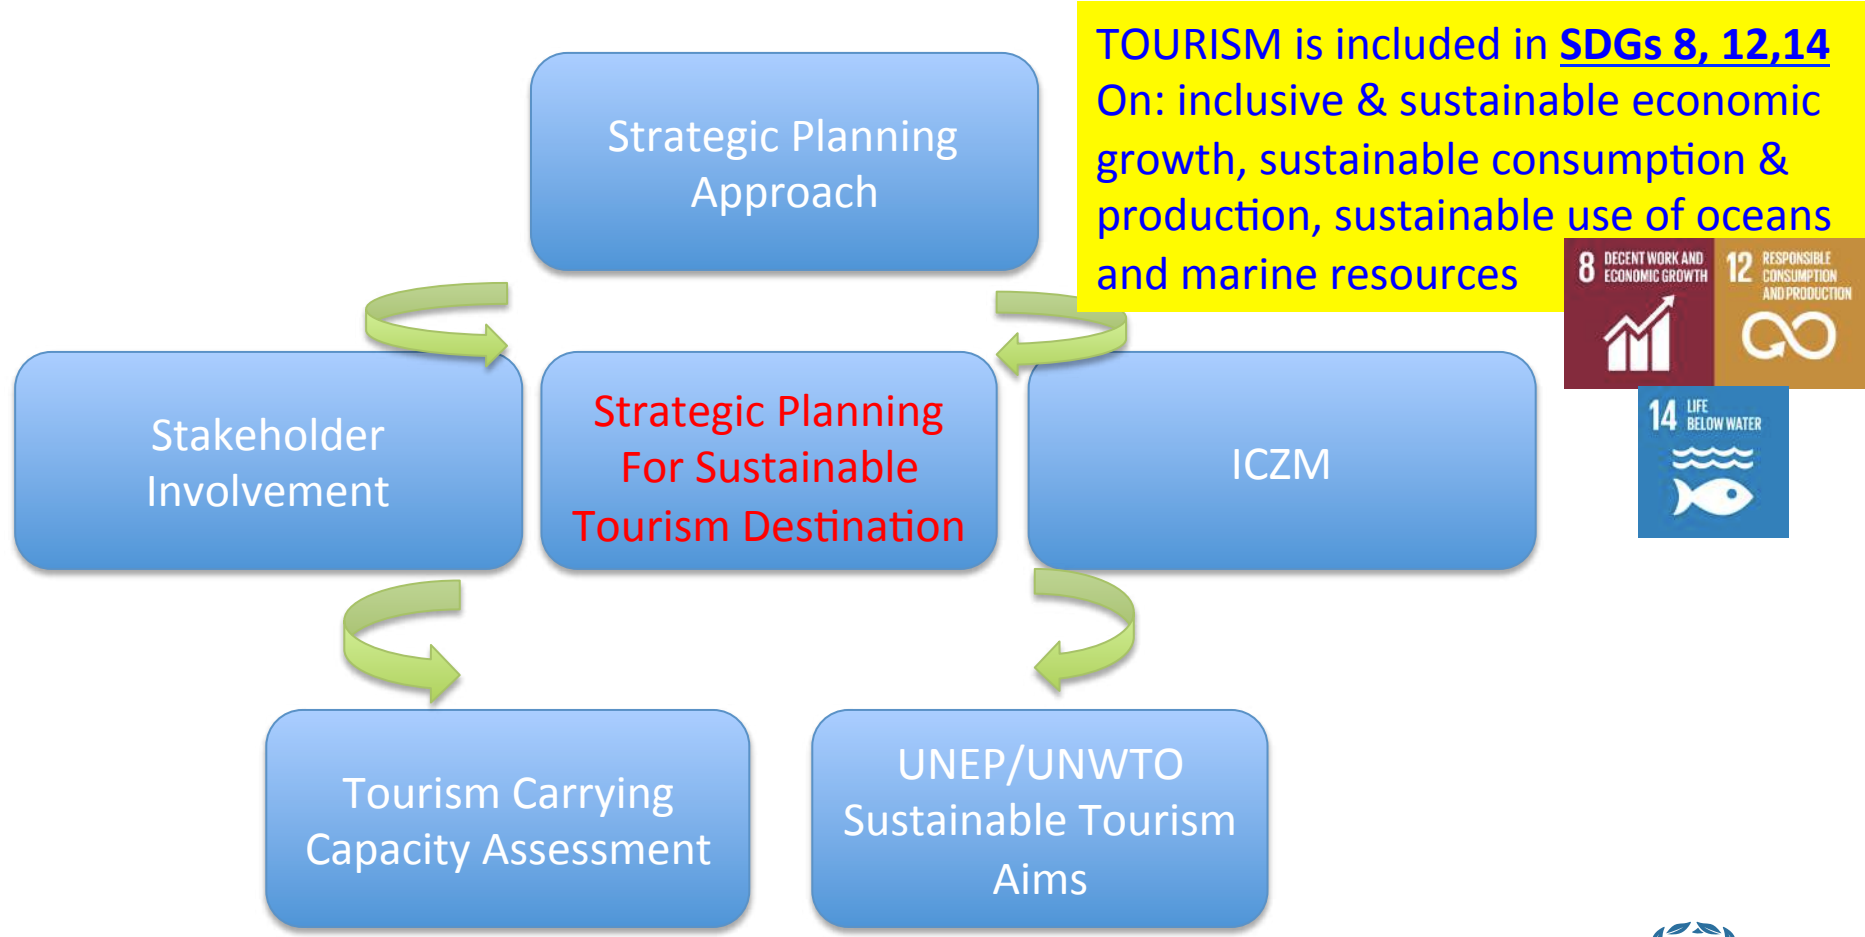 TOURISM is included in SDGs 8, 12,14
On: inclusive & sustainable economic
growth, sustainable consumption &
production, sustainable use of oceans
and marine resources
Strategic Planning
Approach
8 DECENT WORK AND
ECONOMIC GROWTH
12 RESPONSIBLE
CONSUMPTION
AND PRODUCTION
14 LIFE
BELOW WATER
Stakeholder
Involvement
Strategic Planning
For Sustainable
Tourism Destination
ICZM
Tourism Carrying
Capacity Assessment
UNEP/UNWTO
Sustainable Tourism
Aims